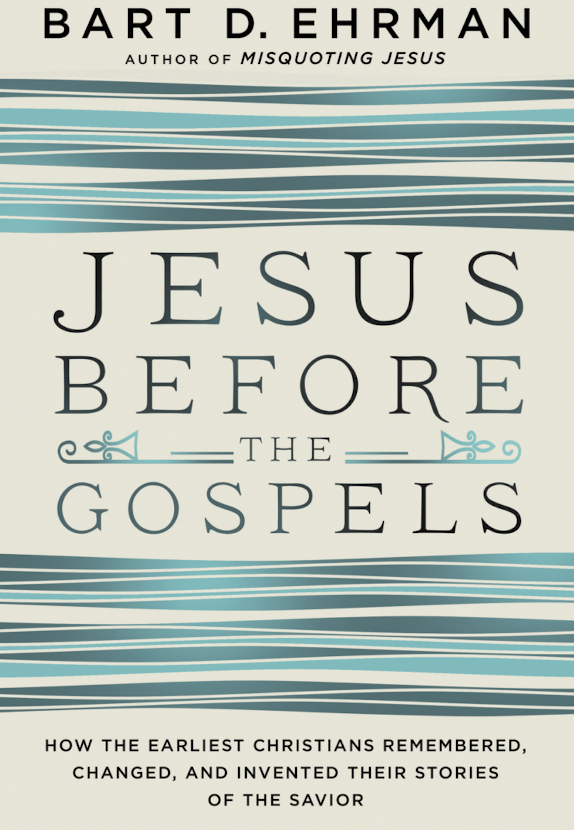 BART D. EHRMAN
AUTHOR OF MISQUOTING JESUS
JESUS
BEFORE
THE
GOSPELS
HOW THE EARLIEST CHRISTIANS REMEMBERED,
CHANGED, AND INVENTED THEIR STORIES
OF THE SAVIOR